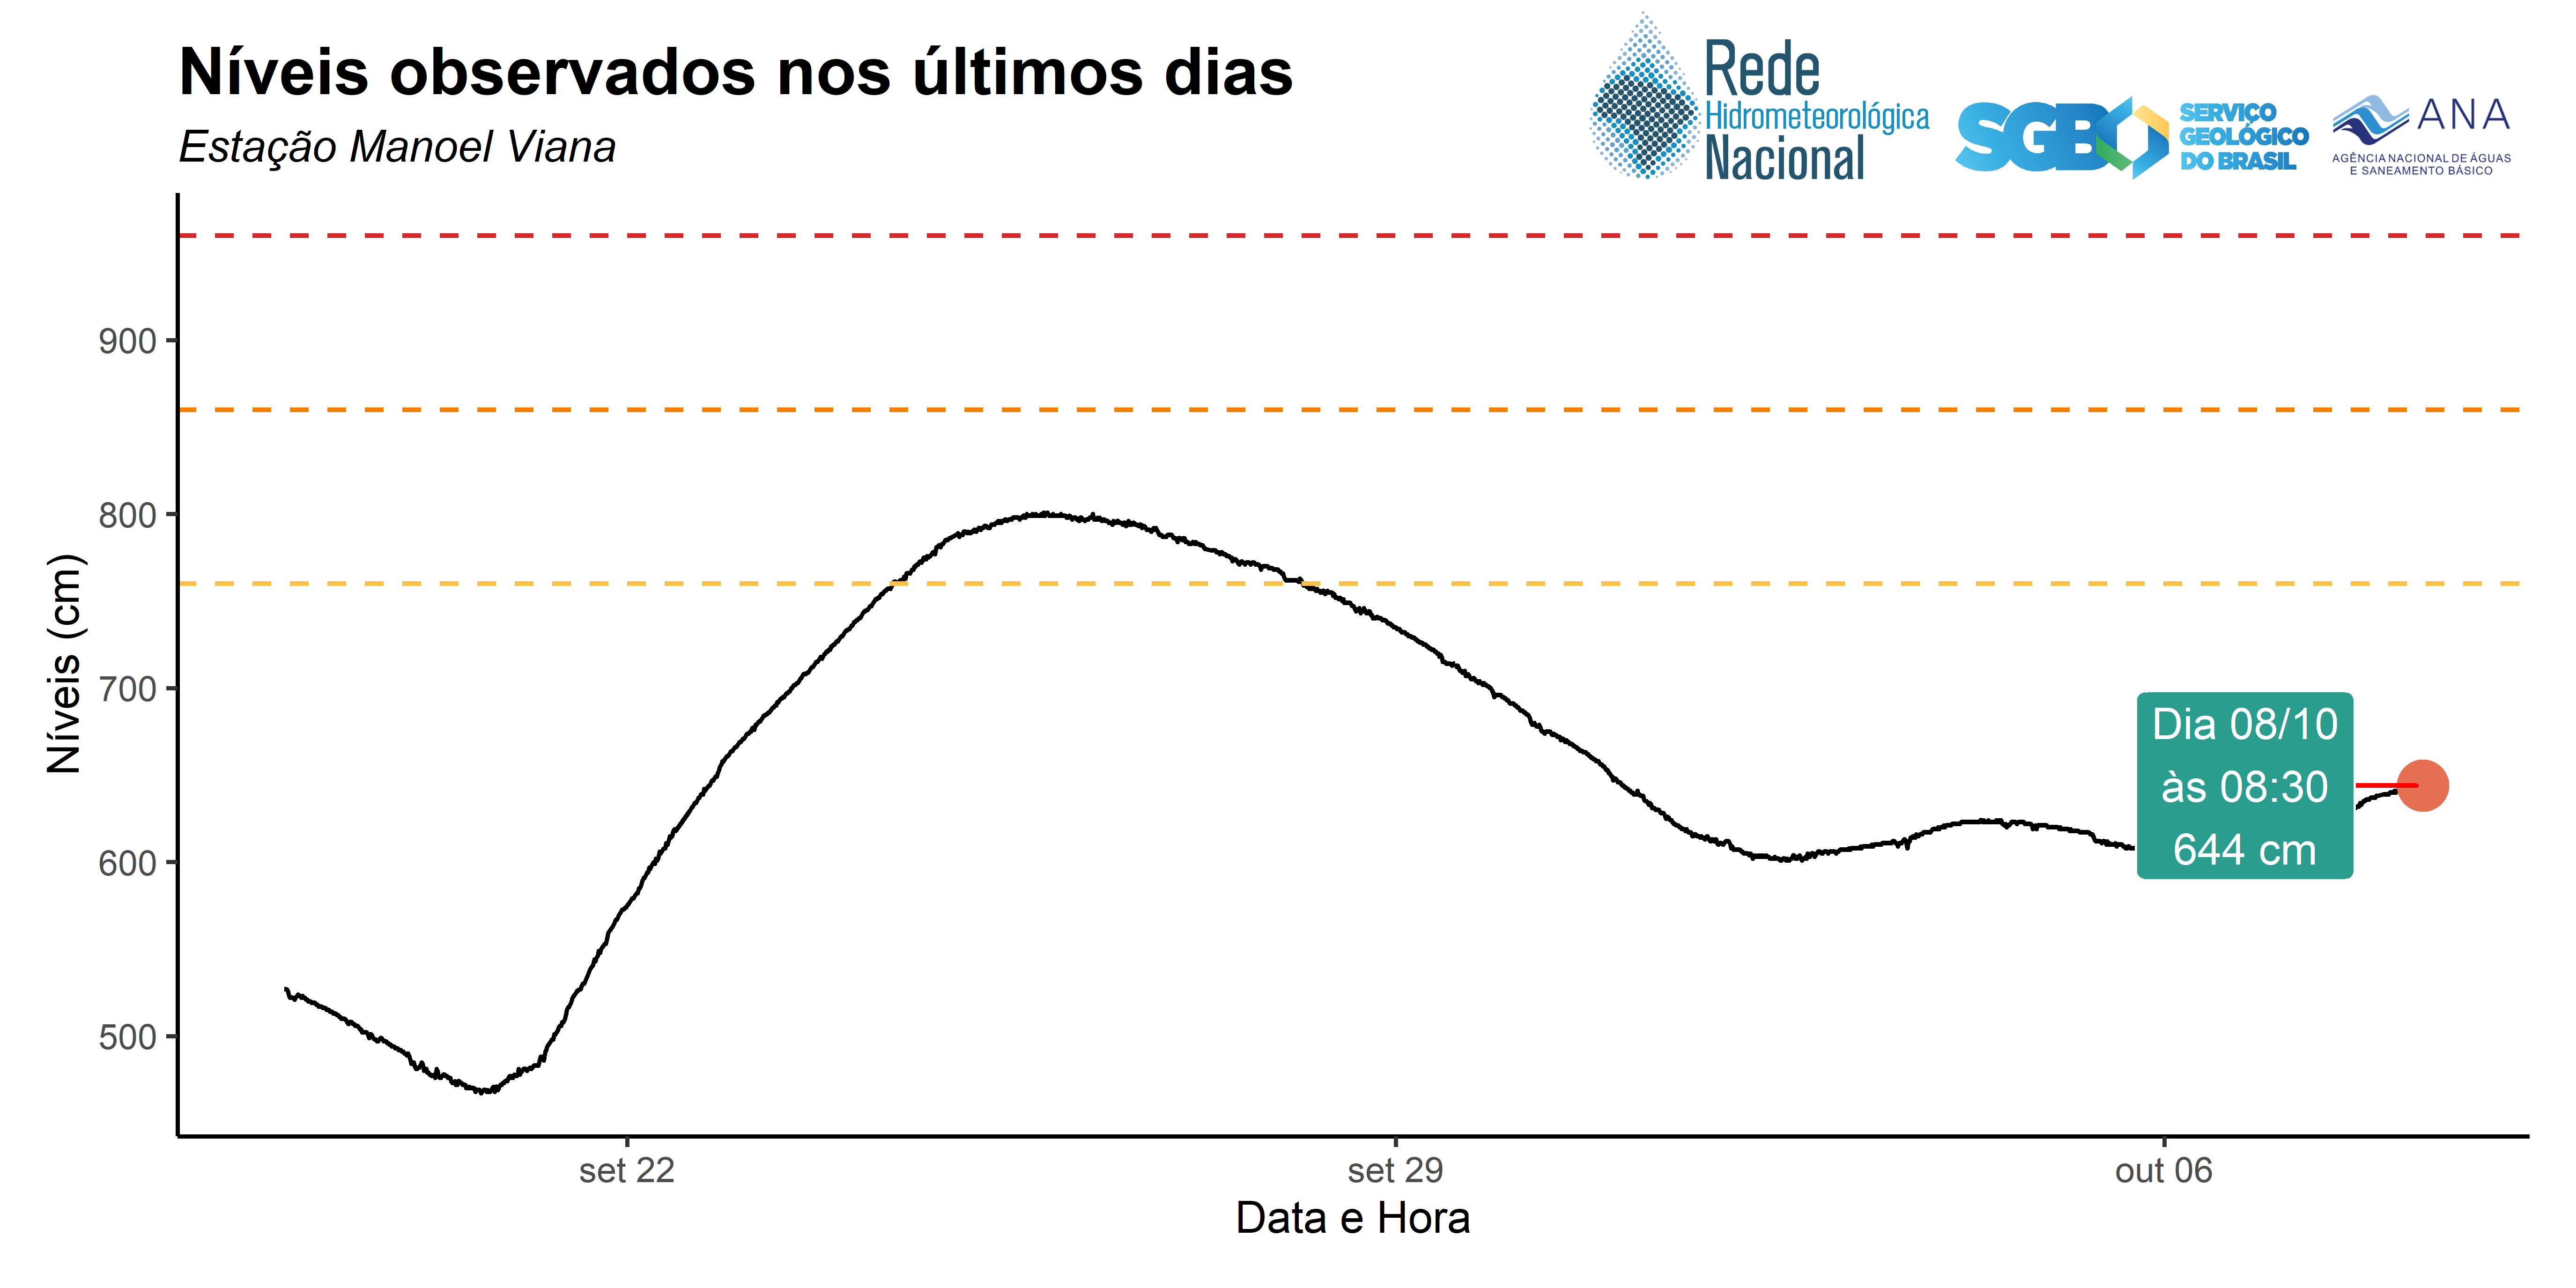 Níveis observados nos últimos dias
Estação Manoel Viana
Rede
Hidrometeorológica
Nacional
SGB
SERVIÇO
GEOLÓGICO
DO BRASIL
ANA
AGÊNCIA NACIONAL DE ÁGUAS
E SANEAMENTO BÁSICO
Níveis (cm)
900
800
700
600
500
Dia 08/10
às 08:30
644 cm
set 22
set 29
out 06
Data e Hora